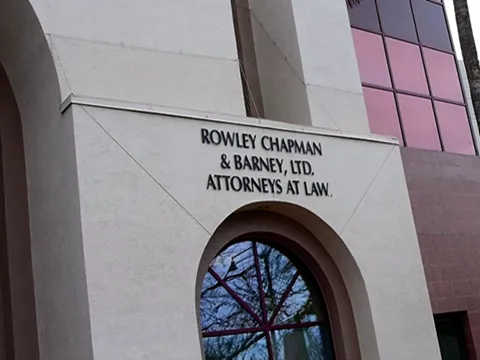 ROWLEY CHAPMAN
& BARNEY, LTD.
ATTORNEYS AT LAW